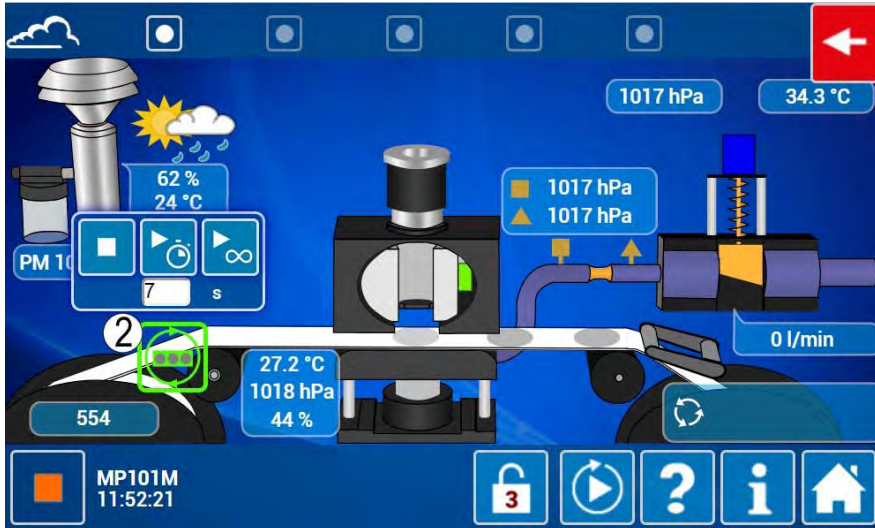 1017 hPa
34.3 °C
62 %
24 °C
1017 hPa
1017 hPa
PM 10
∞
7 s
2
0 l/min
27.2 °C
1018 hPa
44 %
554
MP101M
11:52:21
3
?
i